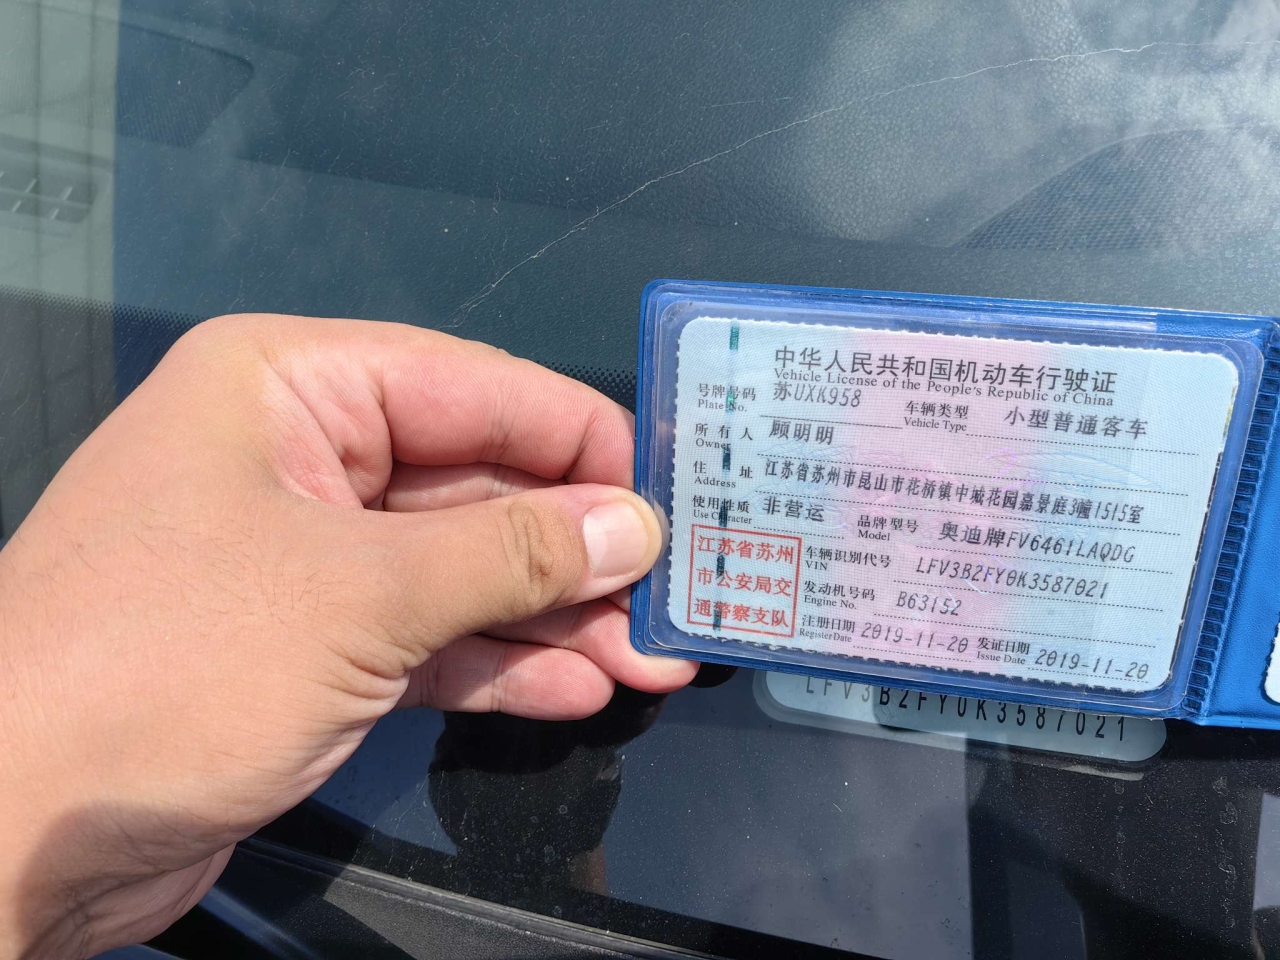 中华人民共和国机动车行驶证
Vehicle License of the People's Republic of China
号牌号码 苏UXK958 车辆类型 小型普通客车
Plate No. Vehicle Type
所有人 顾明明
Owner
住址 江苏省苏州市昆山市花桥镇中城花园嘉景庭3幢1515室
Address
使用性质 非营运 品牌型号 奥迪牌FV6461LAQDG
Use Character Model
江苏省苏州
市公安局交
通警察支队
车辆识别代号 LFV3B2FY0K3587021
VIN
发动机号码 B63152
Engine No.
注册日期 2019-11-20 发证日期 2019-11-20
Register Date Issue Date
LFV3B2FY0K3587021